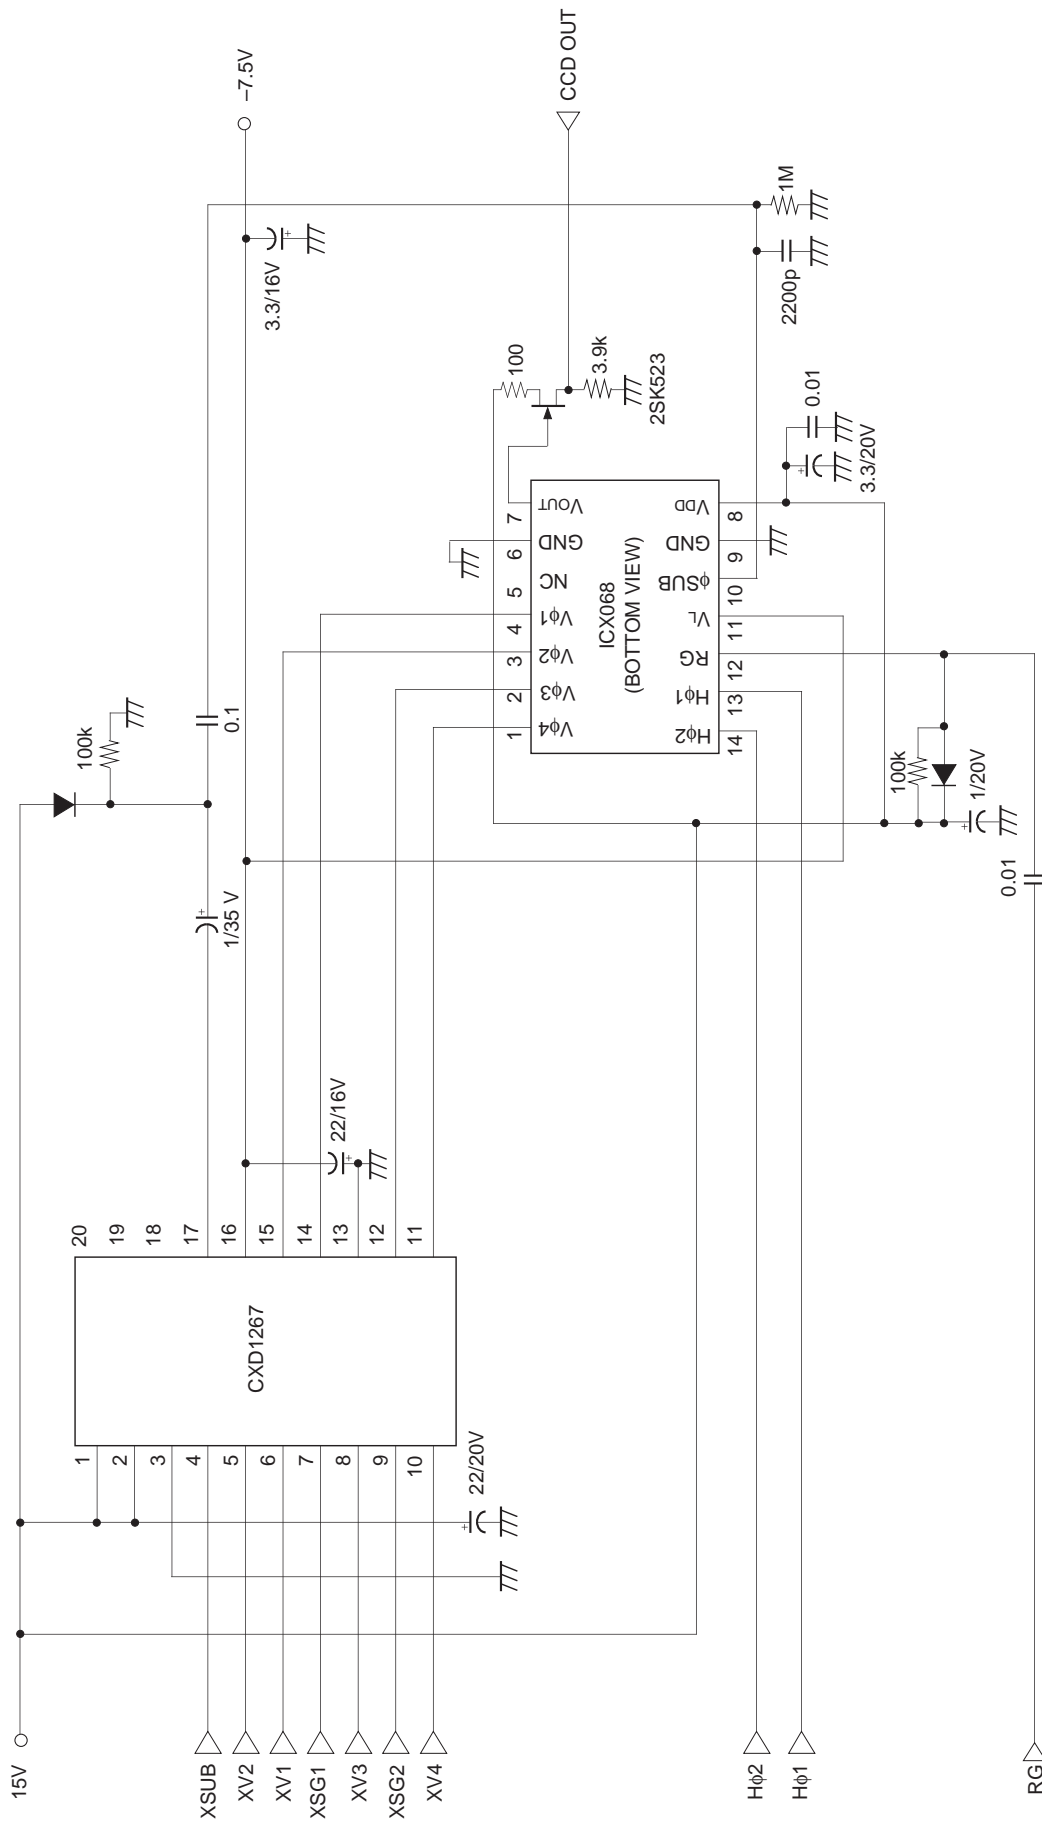 15V
XSUB
XV2
XV1
XSG1
XV3
XSG2
XV4
Hϕ2
Hϕ1
RG
22/20V
1
2
3
4
5
6
7
8
9
10
CXD1267
20
19
18
17
16
15
14
13
12
11
22/16V
1/35 V
100k
0.1
–7.5V
3.3/16V
CCD OUT
100
3.9k
2SK523
1M
2200p
1
2
3
4
5
6
7
Vϕ4
Vϕ3
Vϕ2
Vϕ1
NC
GND
VOUT
ICX068
(BOTTOM VIEW)
Hϕ2
Hϕ1
RG
VL
ϕSUB
GND
VDD
14
13
12
11
10
9
8
0.01
3.3/20V
100k
1/20V
0.01